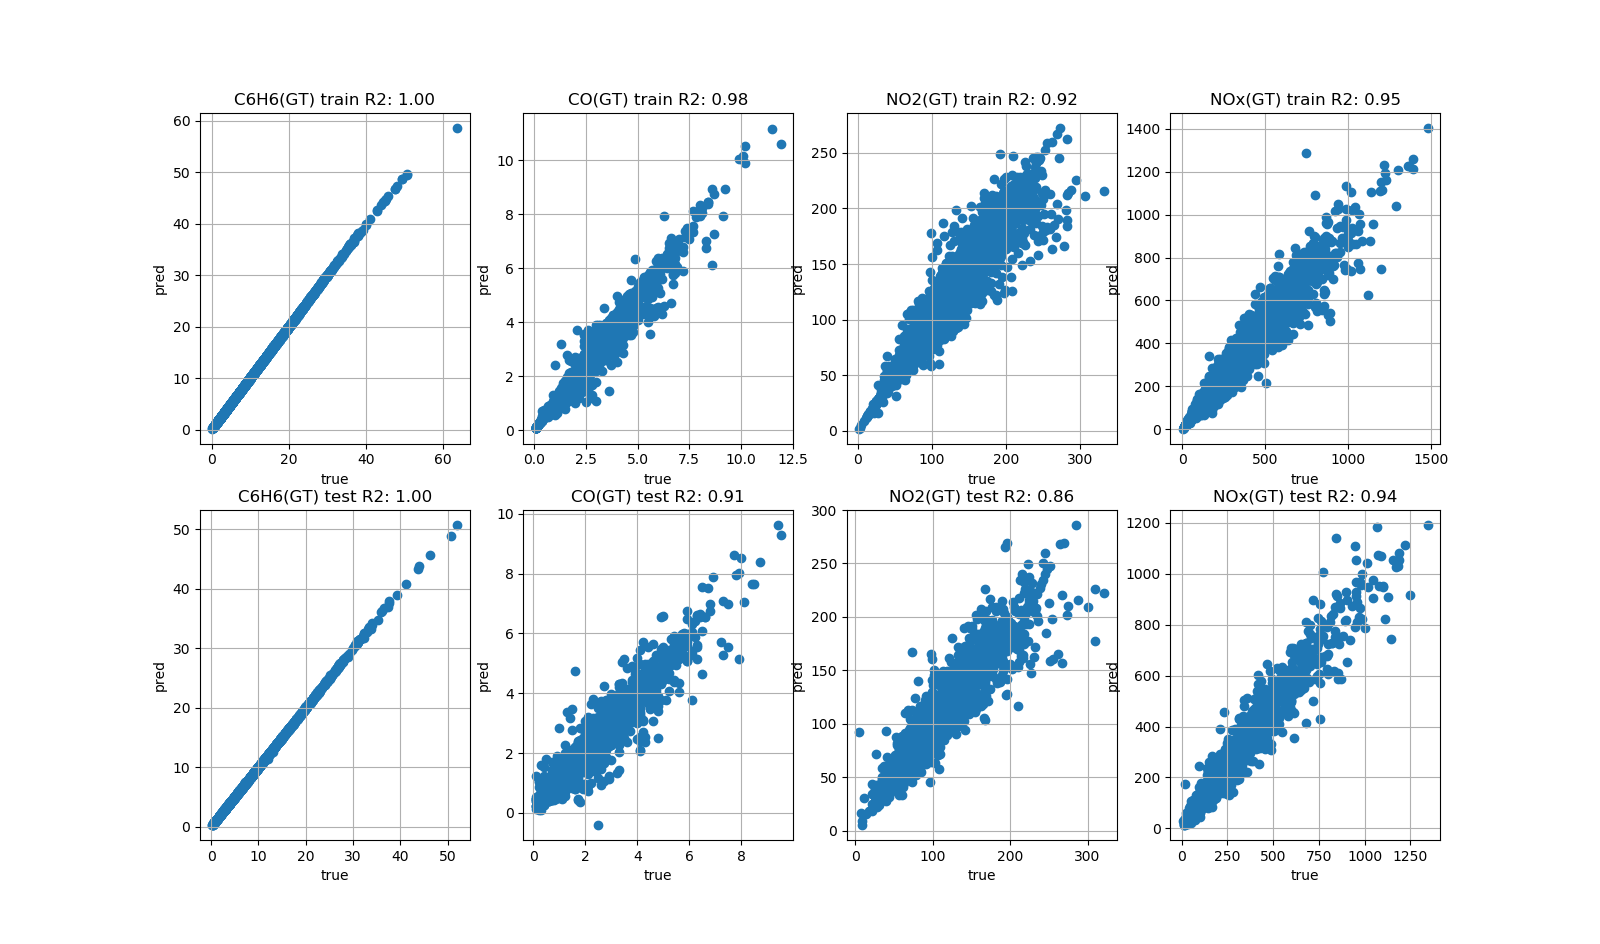 C6H6(GT) train R2: 1.00
60
50
40
30
20
10
0
pred
0 20 40 60
true
CO(GT) train R2: 0.98
10
8
6
4
2
0
pred
0.0 2.5 5.0 7.5 10.0 12.5
true
NO2(GT) train R2: 0.92
250
200
150
100
50
0
pred
0 100 200 300
true
NOx(GT) train R2: 0.95
1400
1200
1000
800
600
400
200
0
pred
0 500 1000 1500
true
C6H6(GT) test R2: 1.00
50
40
30
20
10
0
pred
0 10 20 30 40 50
true
CO(GT) test R2: 0.91
10
8
6
4
2
0
pred
0 2 4 6 8
true
NO2(GT) test R2: 0.86
300
250
200
150
100
50
0
pred
0 100 200 300
true
NOx(GT) test R2: 0.94
1200
1000
800
600
400
200
0
pred
0 250 500 750 1000 1250
true